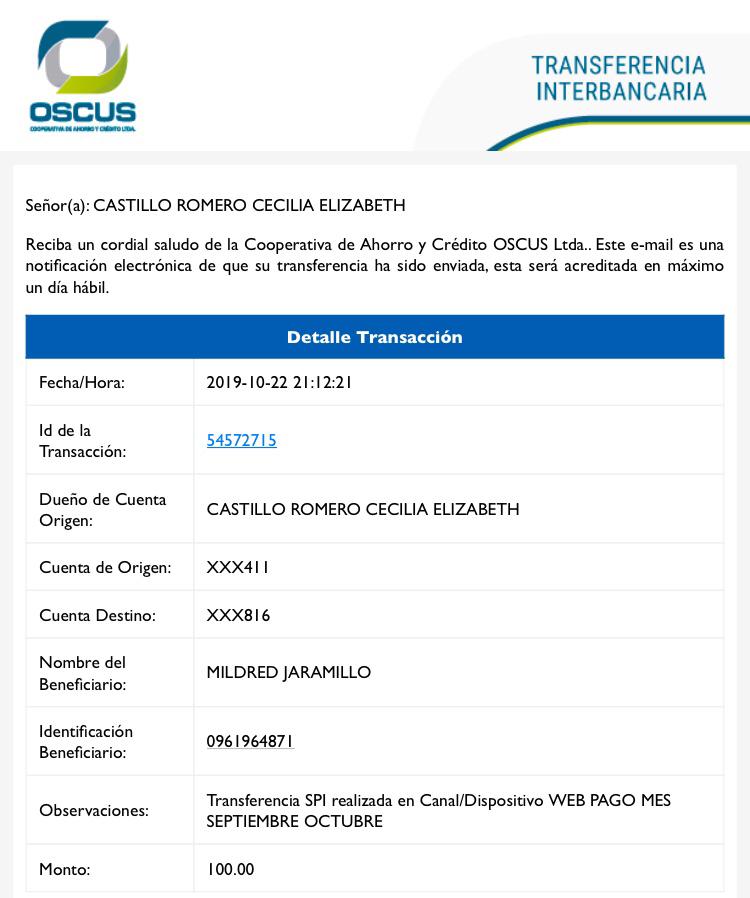 OSCUS
COOPERATIVA DE AHORRO Y CRÉDITO LTDA.
TRANSFERENCIA
INTERBANCARIA
Señor(a): CASTILLO ROMERO CECILIA ELIZABETH
Reciba un cordial saludo de la Cooperativa de Ahorro y Crédito OSCUS Ltda.. Este e-mail es una
notificación electrónica de que su transferencia ha sido enviada, esta será acreditada en máximo
un día hábil.
Detalle Transacción
Fecha/Hora: 2019-10-22 21:12:21
Id de la
Transacción: 54572715
Dueño de Cuenta
Origen: CASTILLO ROMERO CECILIA ELIZABETH
Cuenta de Origen: XXX411
Cuenta Destino: XXX816
Nombre del
Beneficiario: MILDRED JARAMILLO
Identificación
Beneficiario: 0961964871
Observaciones: Transferencia SPI realizada en Canal/Dispositivo WEB PAGO MES
SEPTIEMBRE OCTUBRE
Monto: 100.00